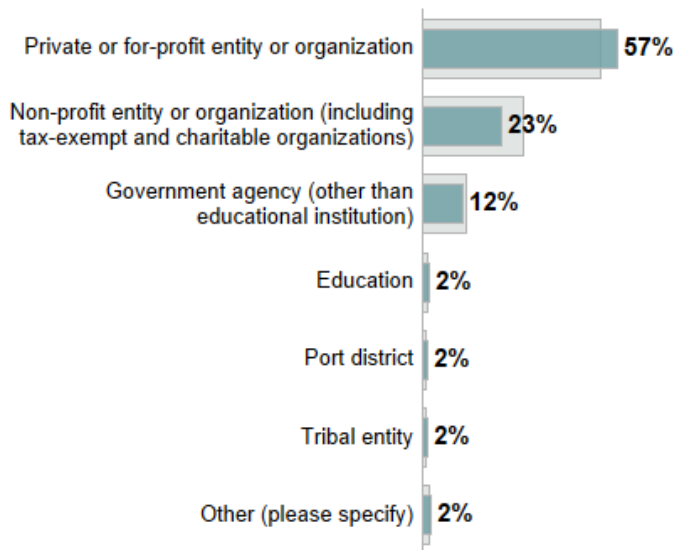 Private or for-profit entity or organization 57%
Non-profit entity or organization (including
tax-exempt and charitable organizations) 23%
Government agency (other than
educational institution) 12%
Education 2%
Port district 2%
Tribal entity 2%
Other (please specify) 2%